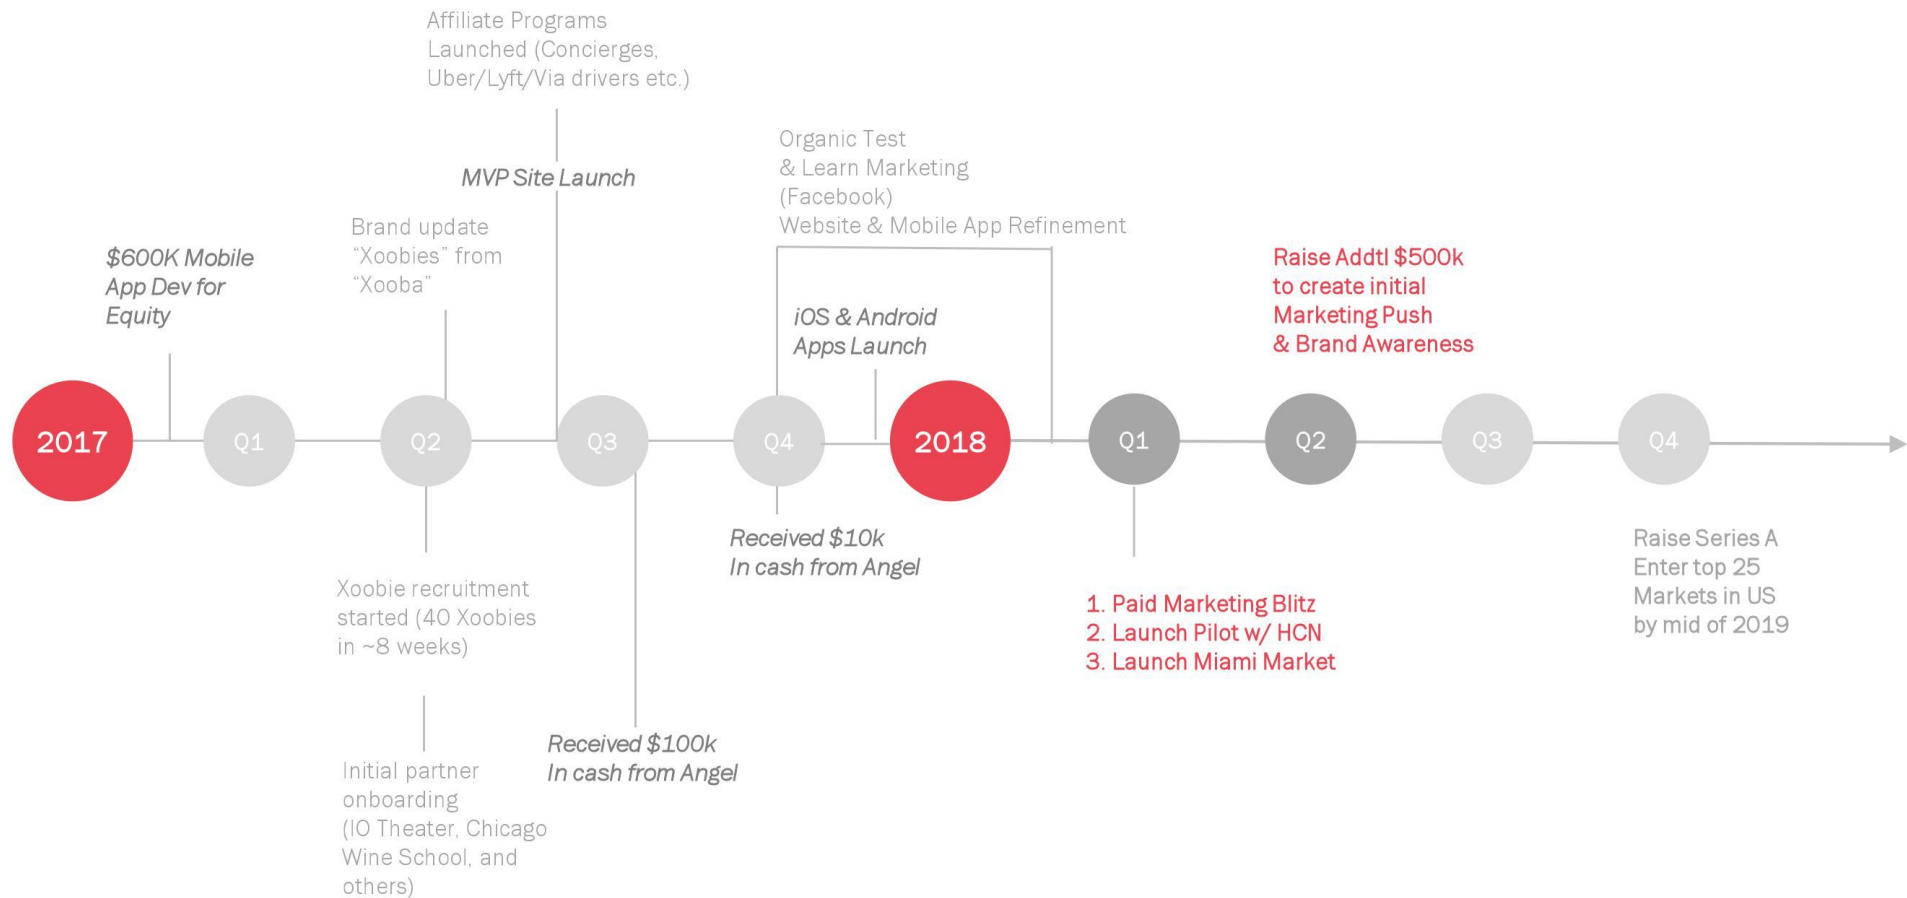 Affiliate Programs
Launched (Concierges,
Uber/Lyft/Via drivers etc.)
MVP Site Launch
Organic Test
& Learn Marketing
(Facebook)
Website & Mobile App Refinement
Brand update
“Xoobies” from
“Xooba”
$600K Mobile
App Dev for
Equity
iOS & Android
Apps Launch
Raise Addtl $500k
to create initial
Marketing Push
& Brand Awareness
2017
Q1
Q2
Q3
Q4
2018
Q1
Q2
Q3
Q4
Received $10k
In cash from Angel
Xoobie recruitment
started (40 Xoobies
in ~8 weeks)
1. Paid Marketing Blitz
2. Launch Pilot w/ HCN
3. Launch Miami Market
Raise Series A
Enter top 25
Markets in US
by mid of 2019
Received $100k
In cash from Angel
Initial partner
onboarding
(IO Theater, Chicago
Wine School, and
others)